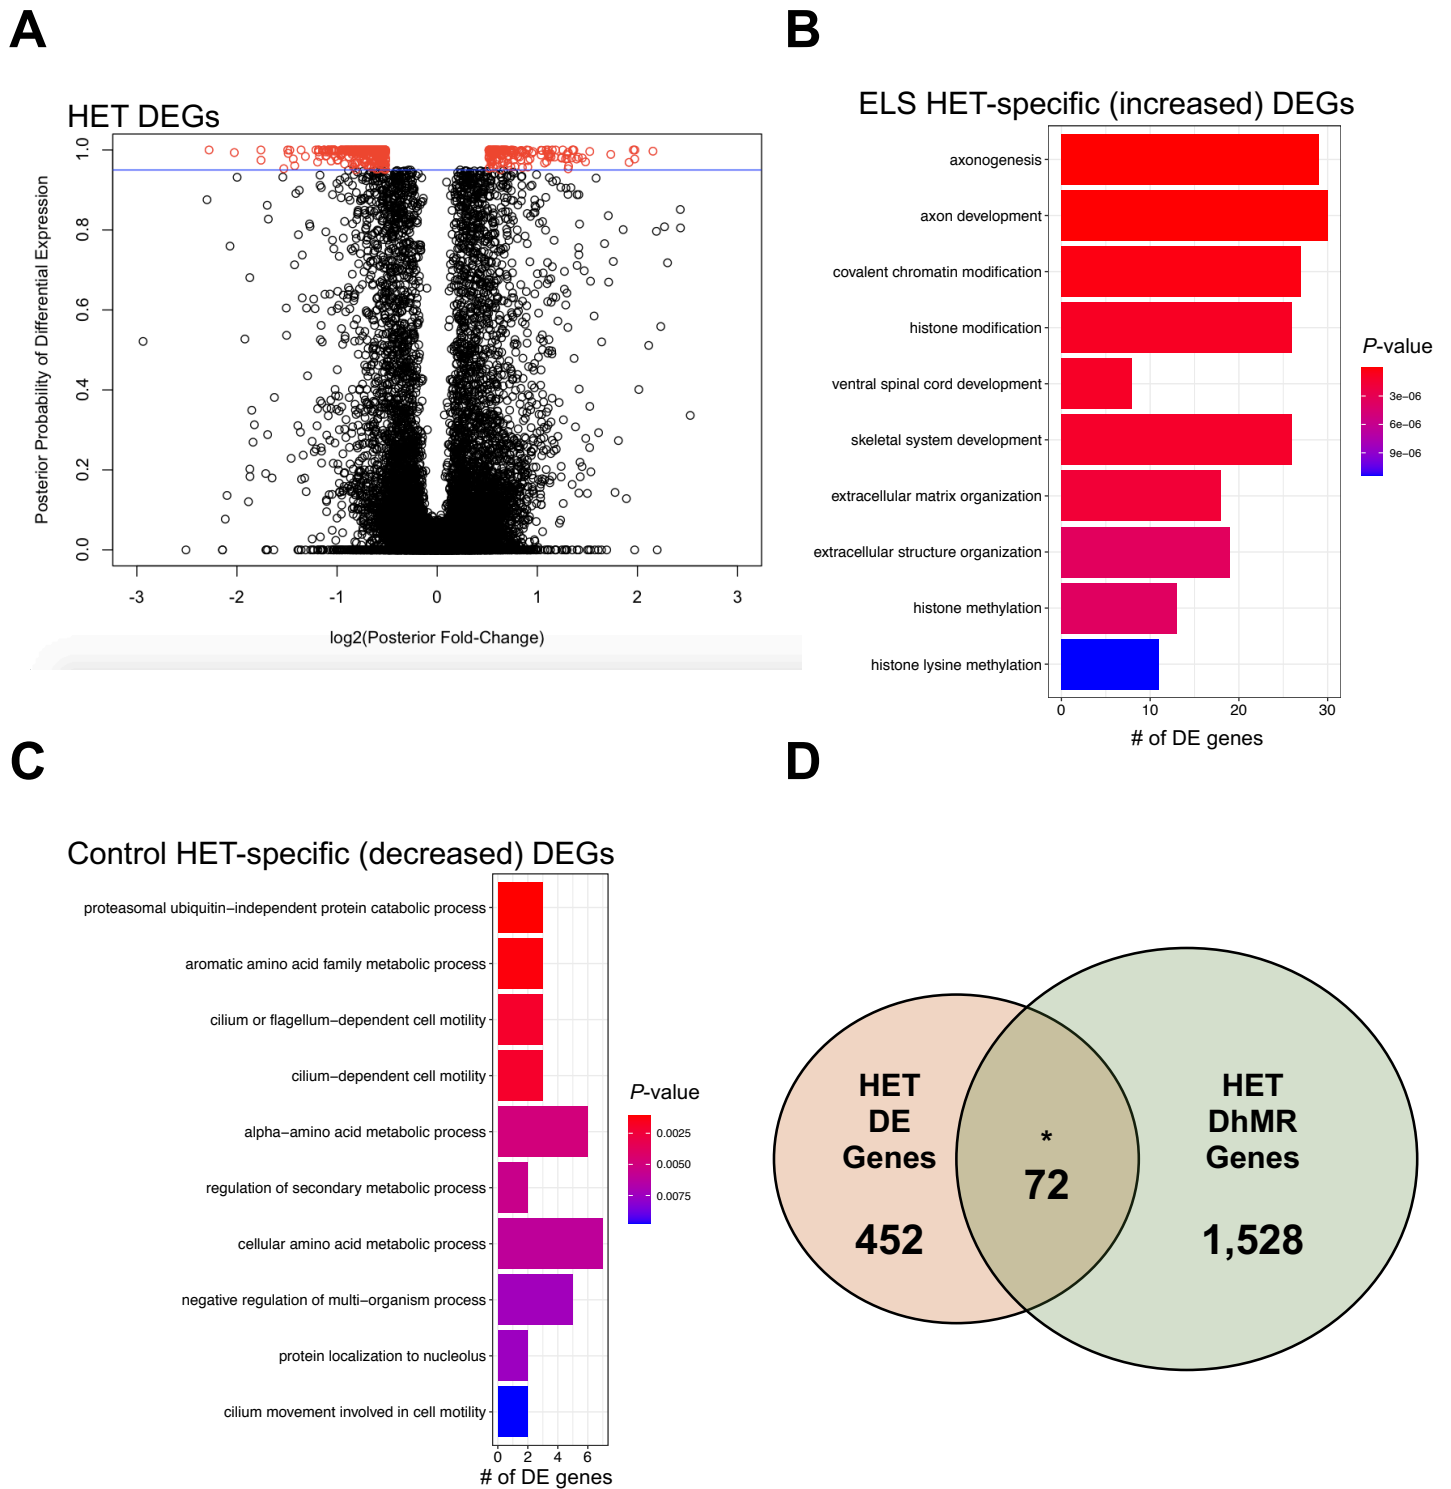 A
HET DEGs
Posterior Probability of Differential Expression
1.0
0.8
0.6
0.4
0.2
0.0
-3 -2 -1 0 1 2 3
log2(Posterior Fold-Change)
B
ELS HET-specific (increased) DEGs
axonogenesis
axon development
covalent chromatin modification
histone modification
ventral spinal cord development
skeletal system development
extracellular matrix organization
extracellular structure organization
histone methylation
histone lysine methylation
0 10 20 30
# of DE genes
P-value
3e−06
6e−06
9e−06
C
Control HET-specific (decreased) DEGs
proteasomal ubiquitin−independent protein catabolic process
aromatic amino acid family metabolic process
cilium or flagellum−dependent cell motility
cilium−dependent cell motility
alpha−amino acid metabolic process
regulation of secondary metabolic process
cellular amino acid metabolic process
negative regulation of multi−organism process
protein localization to nucleolus
cilium movement involved in cell motility
0 2 4 6
# of DE genes
P-value
0.0025
0.0050
0.0075
D
HET
DE
Genes
452
*
72
HET
DhMR
Genes
1,528